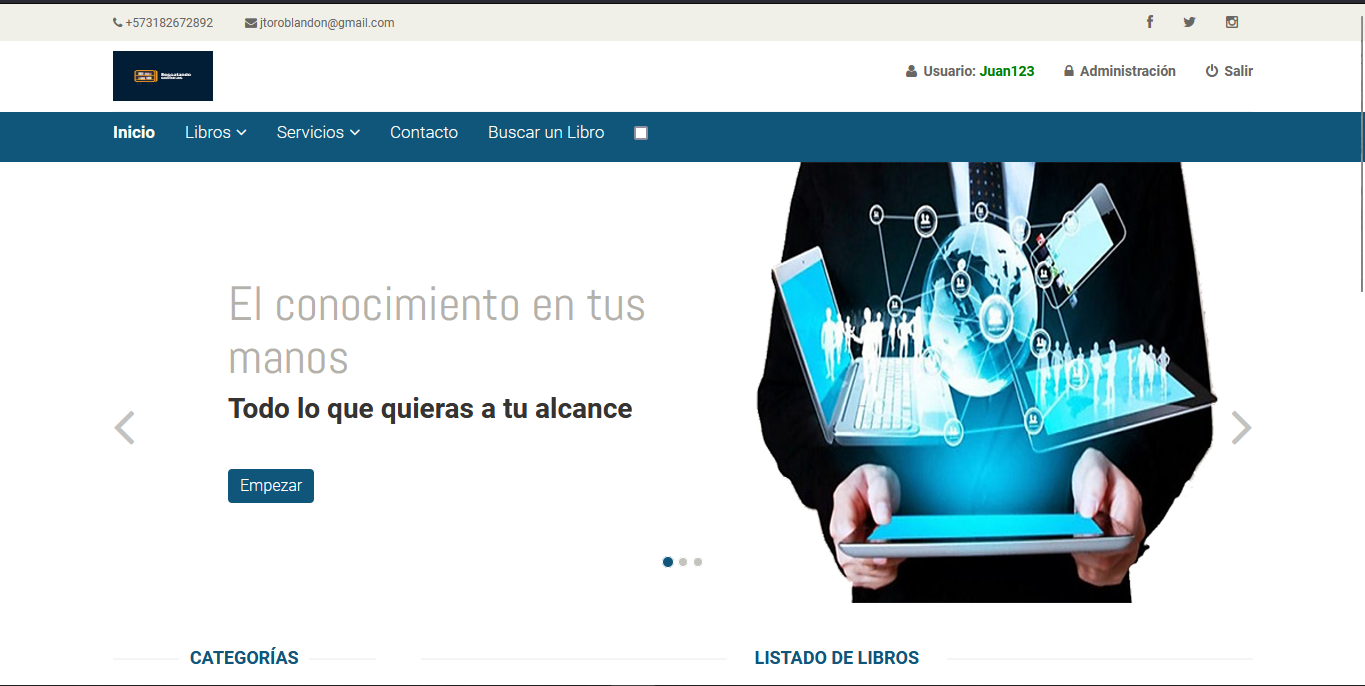 +573182672892 jtoroblandon@gmail.com
Usuario: Juan123 Administración Salir
Inicio Libros Servicios Contacto Buscar un Libro
El conocimiento en tus
manos
Todo lo que quieras a tu alcance
Empezar
CATEGORÍAS LISTADO DE LIBROS